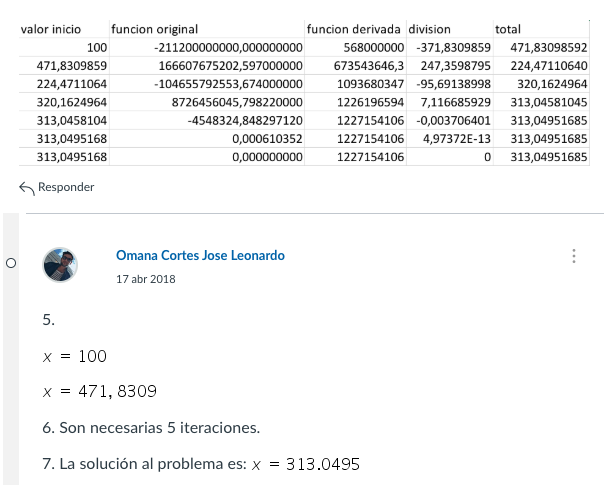 valor inicio funcion original funcion derivada division total
100 -211200000000,000000000 568000000 -371,8309859 471,83098592
471,8309859 166607675202,597000000 673543646,3 247,3598795 224,47110640
224,4711064 -104655792553,674000000 1093680347 -95,69138998 320,1624964
320,1624964 8726456045,798220000 1226196594 7,116685929 313,04581045
313,0458104 -4548324,848297120 1227154106 -0,003706401 313,04951685
313,0495168 0,000610352 1227154106 4,97372E-13 313,04951685
313,0495168 0,000000000 1227154106 0 313,04951685
Responder
Omana Cortes Jose Leonardo
17 abr 2018
5.
x = 100
x = 471, 8309
6. Son necesarias 5 iteraciones.
7. La solución al problema es: x = 313.0495